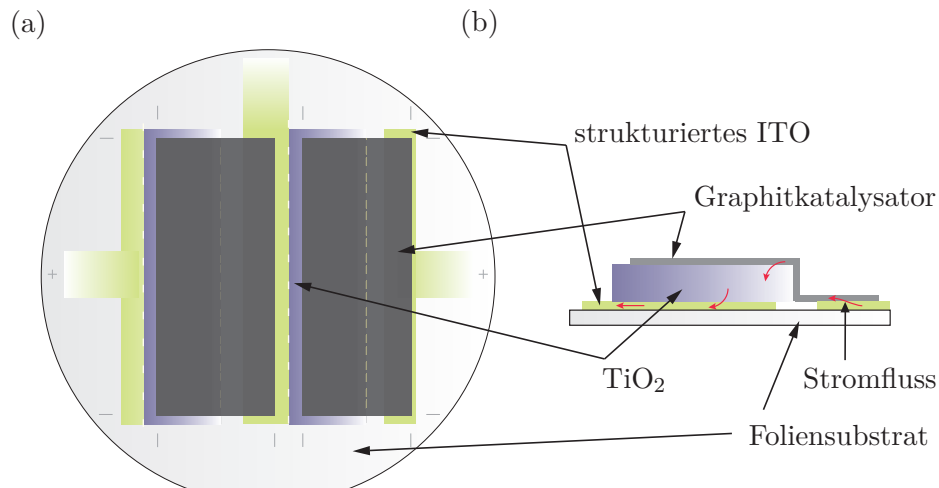 (a)
(b)
strukturiertes ITO
Graphitkatalysator
TiO₂
Stromfluss
Foliensubstrat